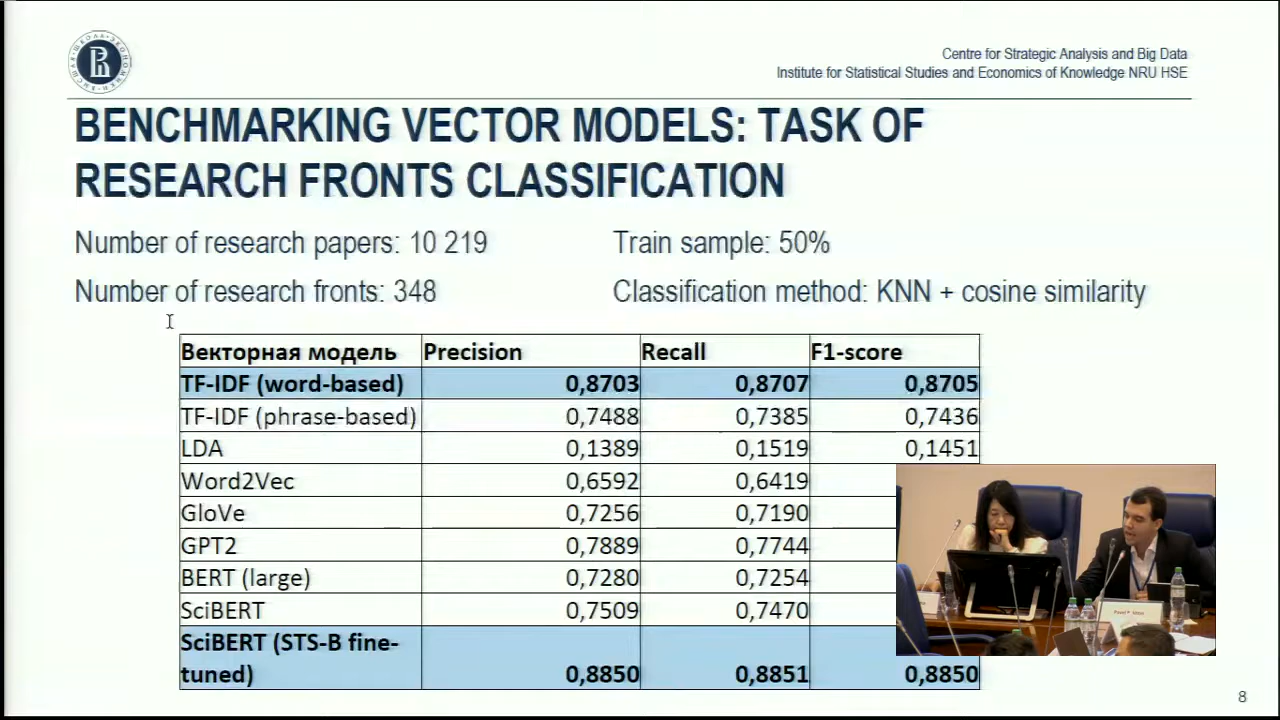 Centre for Strategic Analysis and Big Data
Institute for Statistical Studies and Economics of Knowledge NRU HSE
BENCHMARKING VECTOR MODELS: TASK OF
RESEARCH FRONTS CLASSIFICATION
Number of research papers: 10 219
Train sample: 50%
Number of research fronts: 348
Classification method: KNN + cosine similarity
Векторная модель Precision Recall F1-score
TF-IDF (word-based) 0,8703 0,8707 0,8705
TF-IDF (phrase-based) 0,7488 0,7385 0,7436
LDA 0,1389 0,1519 0,1451
Word2Vec 0,6592 0,6419
GloVe 0,7256 0,7190
GPT2 0,7889 0,7744
BERT (large) 0,7280 0,7254
SciBERT 0,7509 0,7470
SciBERT (STS-B fine-
tuned) 0,8850 0,8851 0,8850
8